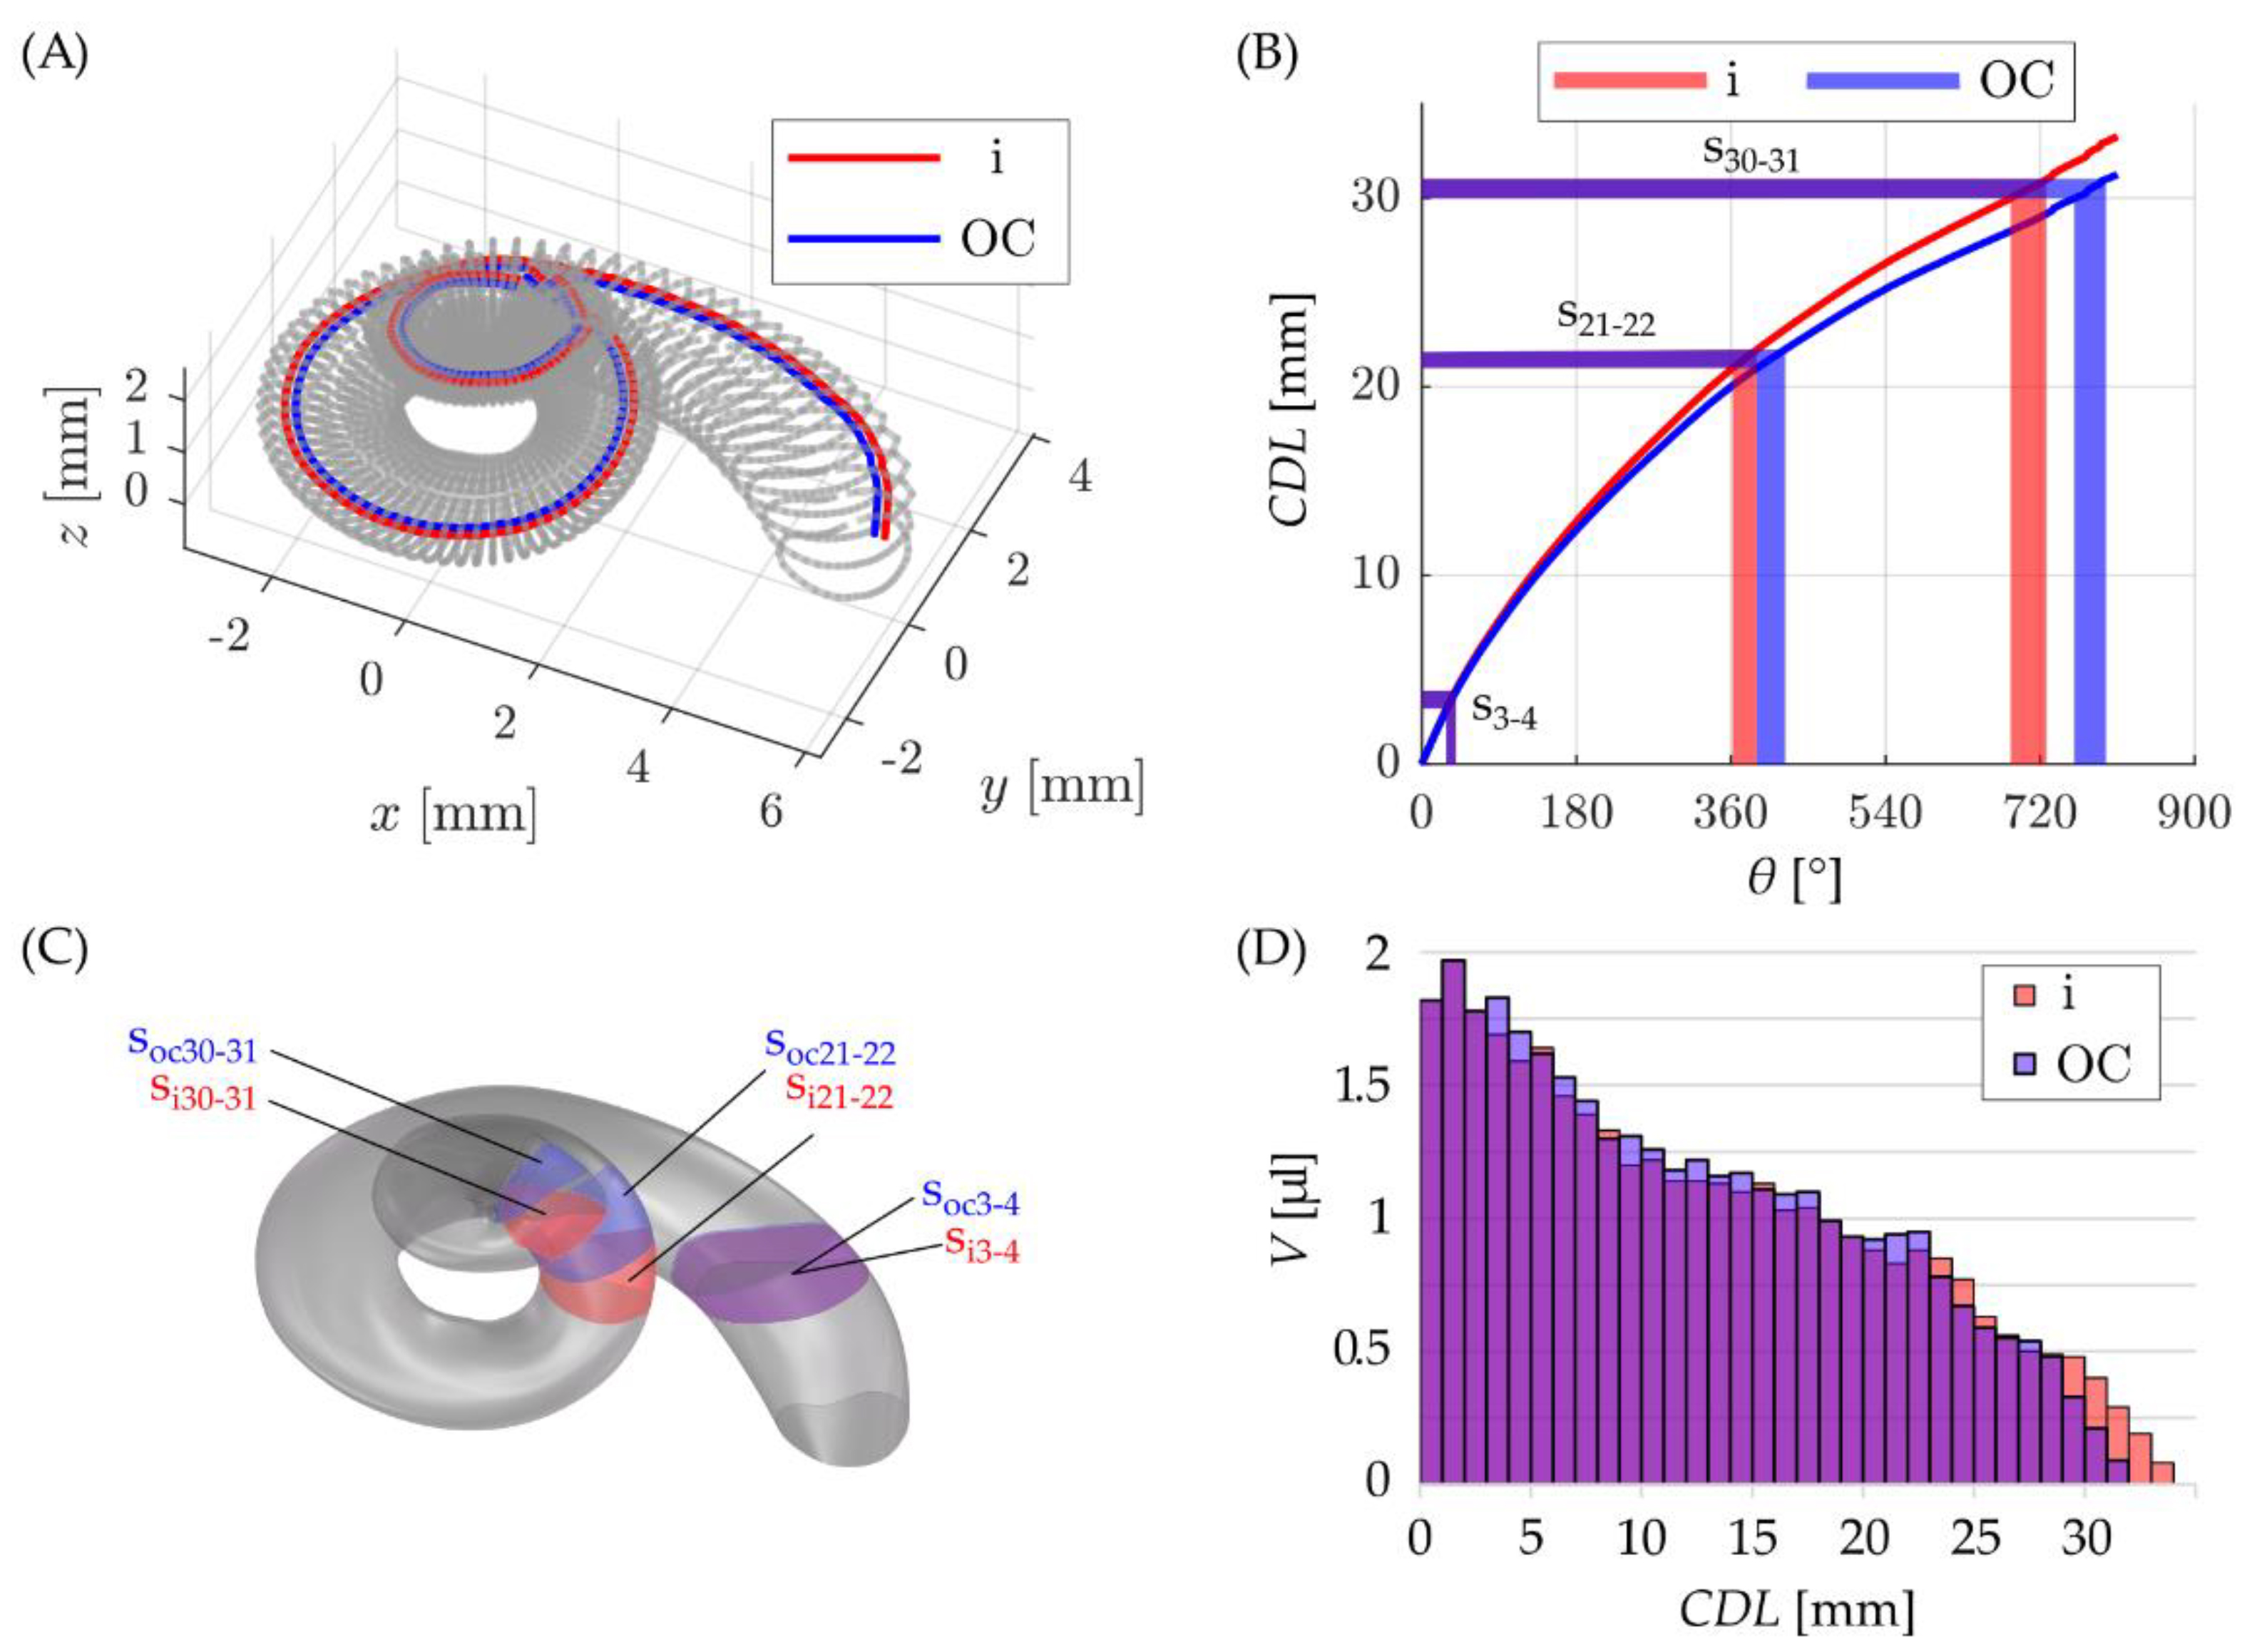 (A)
i
OC
z [mm]
2
1
0
-2
0
2
4
6
x [mm]
-2
0
2
4
y [mm]
(B)
i
OC
s30-31
s21-22
s3-4
CDL [mm]
30
20
10
0
0 180 360 540 720 900
θ [°]
(C)
soc30-31
si30-31
soc21-22
si21-22
soc3-4
si3-4
(D)
i
OC
V [µl]
2
1.5
1
0.5
0
0 5 10 15 20 25 30
CDL [mm]